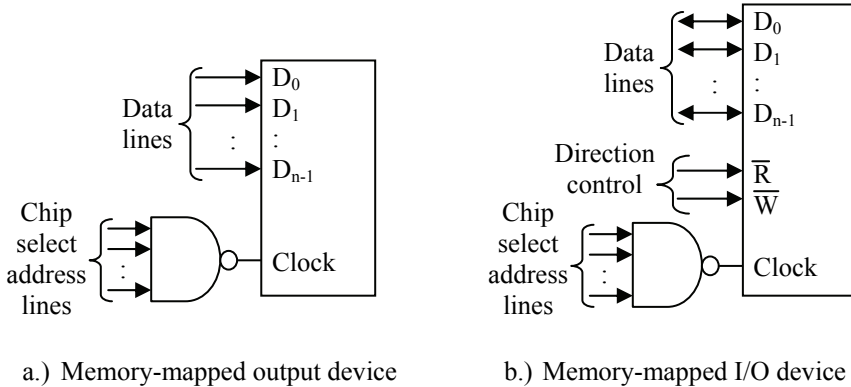 Data
lines
D0
D1
:
:
Dn-1
Chip
select
address
lines
:
Clock
a.) Memory-mapped output device
Data
lines
D0
D1
:
:
Dn-1
Direction
control
R̅
W̅
Chip
select
address
lines
:
Clock
b.) Memory-mapped I/O device